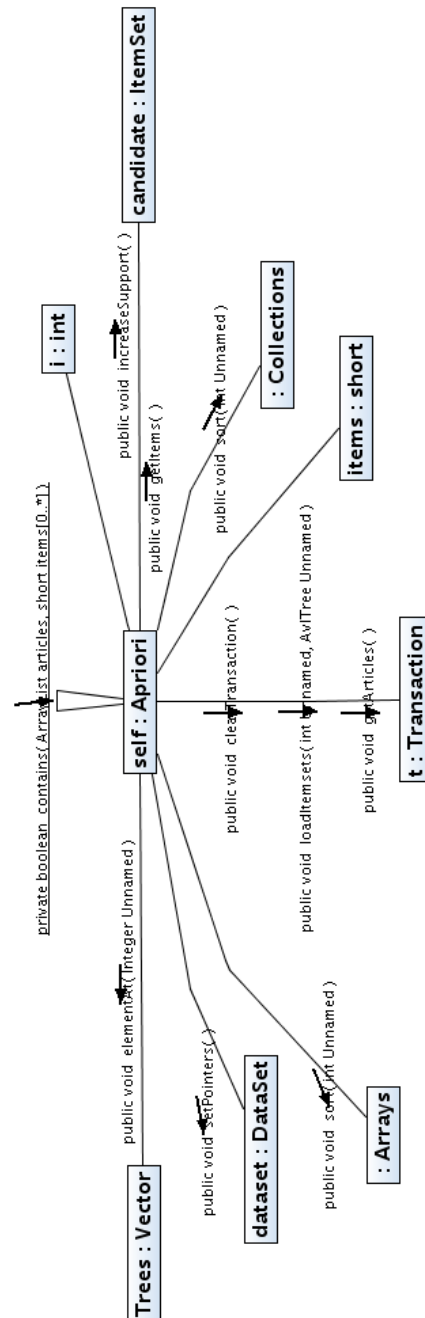 private boolean contains( ArrayList articles, short items[0..*] )
i : int
public void elementAt( Integer Unnamed )
public void increaseSupport( )
Trees : Vector
self : Apriori
candidate : ItemSet
public void getItems( )
public void setPointers( )
public void sort( int Unnamed )
public void cleanTransaction( )
dataset : DataSet
: Collections
public void loadItemsets( int Unnamed, AvlTree Unnamed )
public void sort( int Unnamed )
items : short
public void getArticles( )
: Arrays
t : Transaction